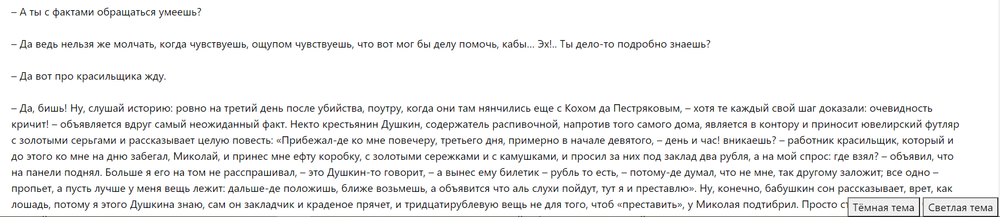 – А ты с фактами обращаться умеешь?
– Да ведь нельзя же молчать, когда чувствуешь, ощупом чувствуешь, что вот мог бы делу помочь, кабы... Эх!.. Ты дело-то подробно знаешь?
– Да вот про красильщика жду.
– Да, бишь! Ну, слушай историю: ровно на третий день после убийства, поутру, когда они там нянчились еще с Кохом да Пестряковым, – хотя те каждый свой шаг доказали: очевидность
кричит! – объявляется вдруг самый неожиданный факт. Некто крестьянин Душкин, содержатель распивочной, напротив того самого дома, является в контору и приносит ювелирский футляр
с золотыми серьгами и рассказывает целую повесть: «Прибежал-де ко мне повечеру, третьего дня, примерно в начале девятого, – день и час! вникаешь? – работник красильщик, который и
до этого ко мне на дню забегал, Миколай, и принес мне ефту коробку, с золотыми сережками и с камушками, и просил за них под заклад два рубля, а на мой спрос: где взял? – объявил, что
на панели поднял. Больше я его на том не расспрашивал, – это Душкин-то говорит, – а вынес ему билетик – рубль то есть, – потому-де думал, что не мне, так другому заложит; все одно –
пропьет, а пусть лучше у меня вещь лежит: дальше-де положишь, ближе возьмешь, а объявится что аль слухи пойдут, тут я и преставлю». Ну, конечно, бабушкин сон рассказывает, врет, как
лошадь, потому я этого Душкина знаю, сам он закладчик и краденое прячет, и тридцатирублевую вещь не для того, чтоб «преставить», у Миколая подтибрил. Просто
Тёмная тема Светлая тема